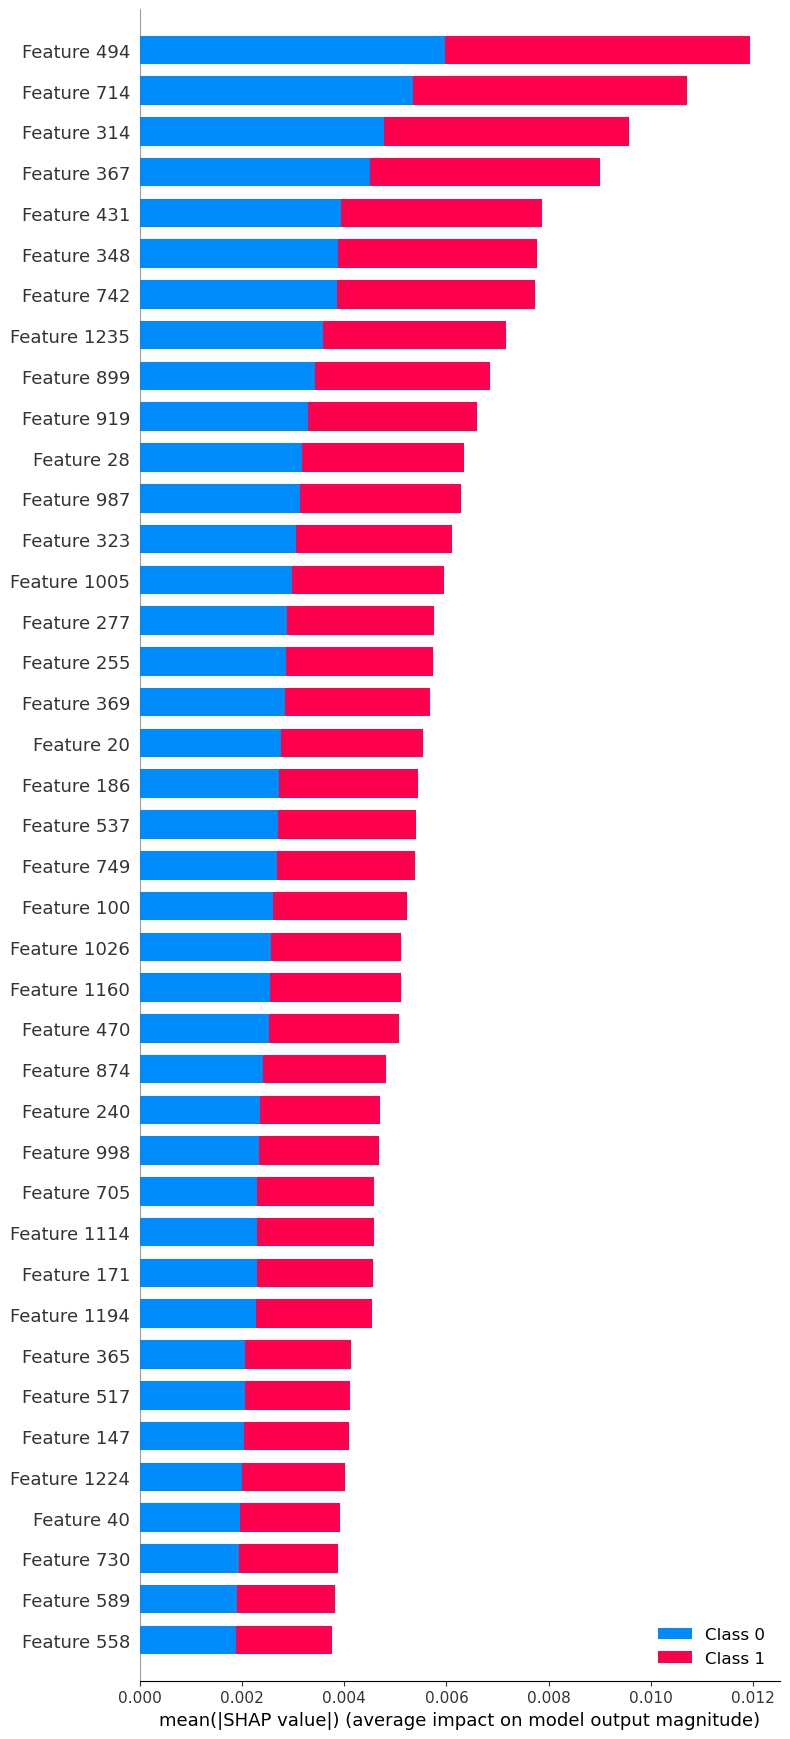 Feature 494
Feature 714
Feature 314
Feature 367
Feature 431
Feature 348
Feature 742
Feature 1235
Feature 899
Feature 919
Feature 28
Feature 987
Feature 323
Feature 1005
Feature 277
Feature 255
Feature 369
Feature 20
Feature 186
Feature 537
Feature 749
Feature 100
Feature 1026
Feature 1160
Feature 470
Feature 874
Feature 240
Feature 998
Feature 705
Feature 1114
Feature 171
Feature 1194
Feature 365
Feature 517
Feature 147
Feature 1224
Feature 40
Feature 730
Feature 589
Feature 558
Class 0
Class 1
0.000 0.002 0.004 0.006 0.008 0.010 0.012
mean(|SHAP value|) (average impact on model output magnitude)